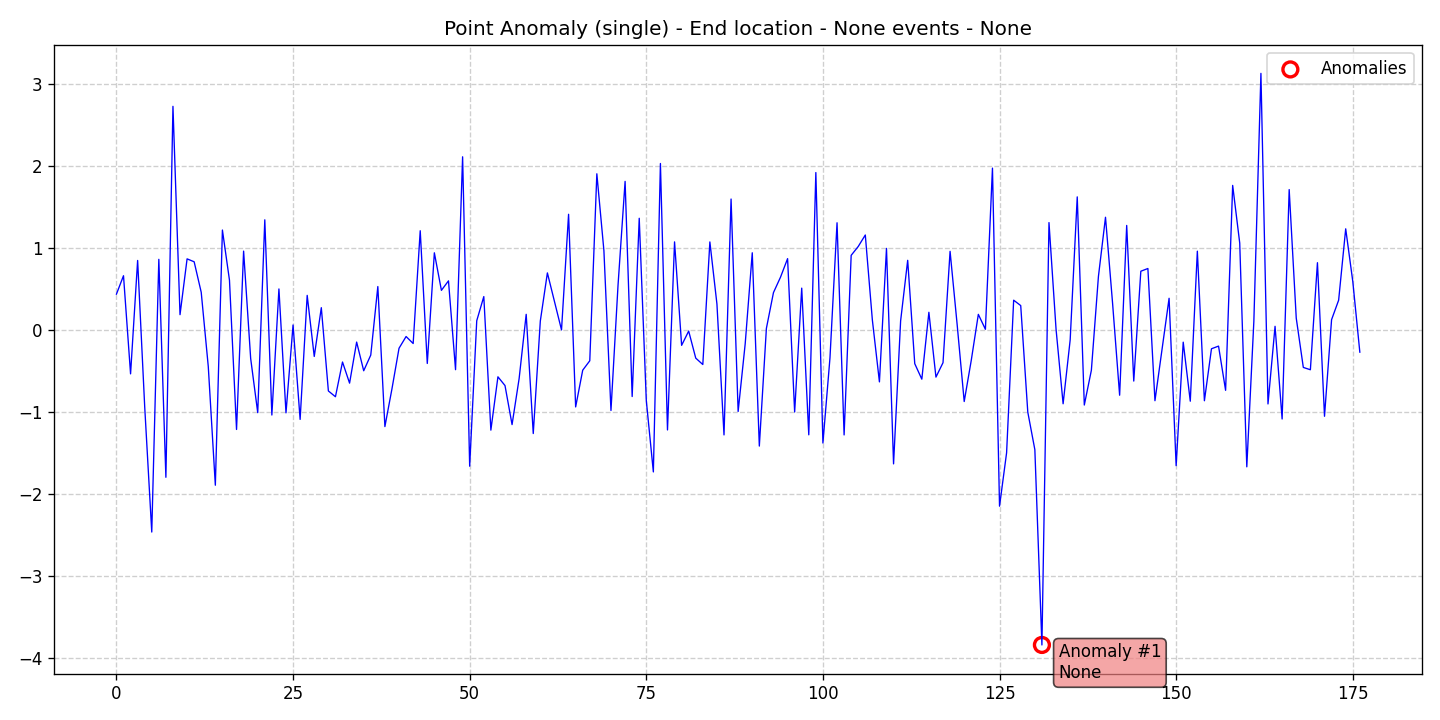 Point Anomaly (single) - End location - None events - None
Anomalies
3
2
1
0
−1
−2
−3
−4
Anomaly #1
None
0 25 50 75 100 125 150 175